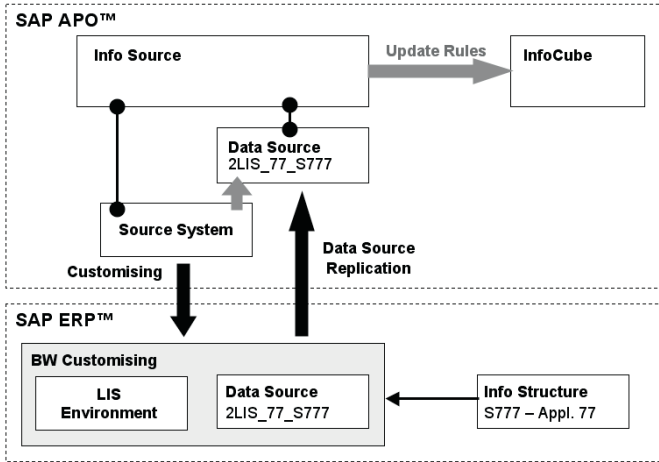 SAP APO™
Info Source
Update Rules
InfoCube
Data Source
2LIS_77_S777
Source System
Customising
Data Source
Replication
SAP ERP™
BW Customising
LIS
Environment
Data Source
2LIS_77_S777
Info Structure
S777 – Appl. 77